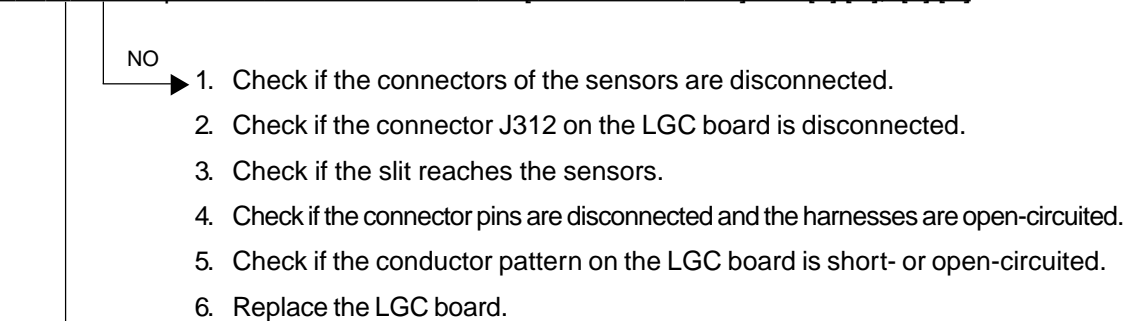 NO
1. Check if the connectors of the sensors are disconnected.
2. Check if the connector J312 on the LGC board is disconnected.
3. Check if the slit reaches the sensors.
4. Check if the connector pins are disconnected and the harnesses are open-circuited.
5. Check if the conductor pattern on the LGC board is short- or open-circuited.
6. Replace the LGC board.